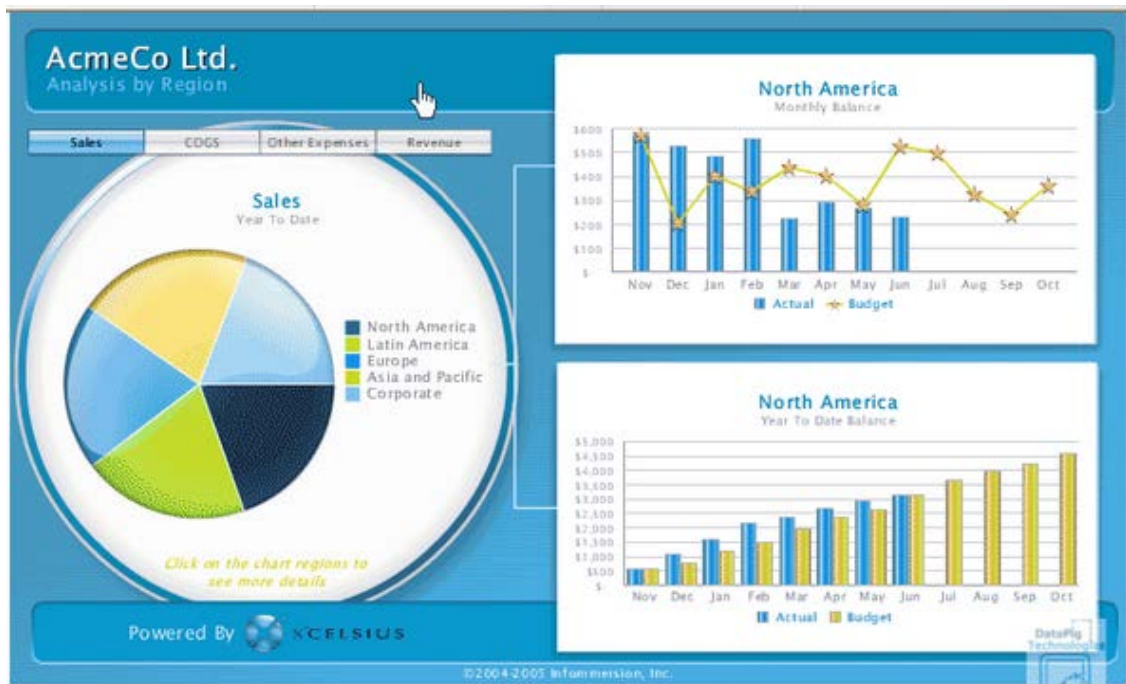 AcmeCo Ltd.
Analysis by Region
Sales
COGS
Other Expenses
Revenue
Sales
Year To Date
North America
Latin America
Europe
Asia and Pacific
Corporate
Click on the chart regions to
see more details
North America
Monthly Balance
$600
$500
$400
$300
$200
$100
$-
Nov Dec Jan Feb Mar Apr May Jun Jul Aug Sep Oct
Actual Budget
North America
Year To Date Balance
$5,000
$4,500
$4,000
$3,500
$3,000
$2,500
$2,000
$1,500
$1,000
$500
$-
Nov Dec Jan Feb Mar Apr May Jun Jul Aug Sep Oct
Actual Budget
Powered By XCELSIUS
©2004-2005 Infommersion, Inc.
DataPig
Technologies